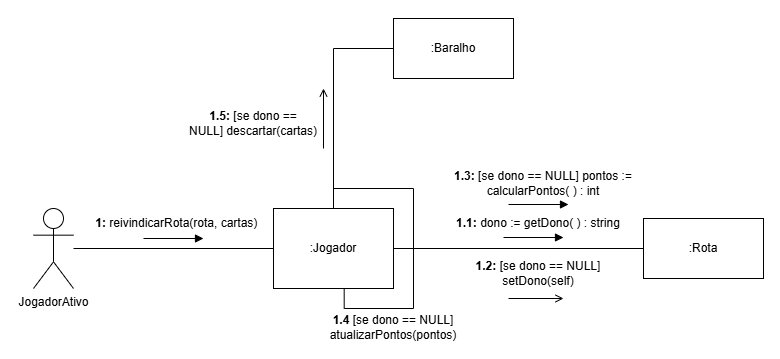 :Baralho
1.5: [se dono ==
NULL] descartar(cartas)
1.3: [se dono == NULL] pontos :=
calcularPontos( ) : int
1: reivindicarRota(rota, cartas)
1.1: dono := getDono( ) : string
:Jogador
:Rota
1.2: [se dono == NULL]
setDono(self)
JogadorAtivo
1.4 [se dono == NULL]
atualizarPontos(pontos)